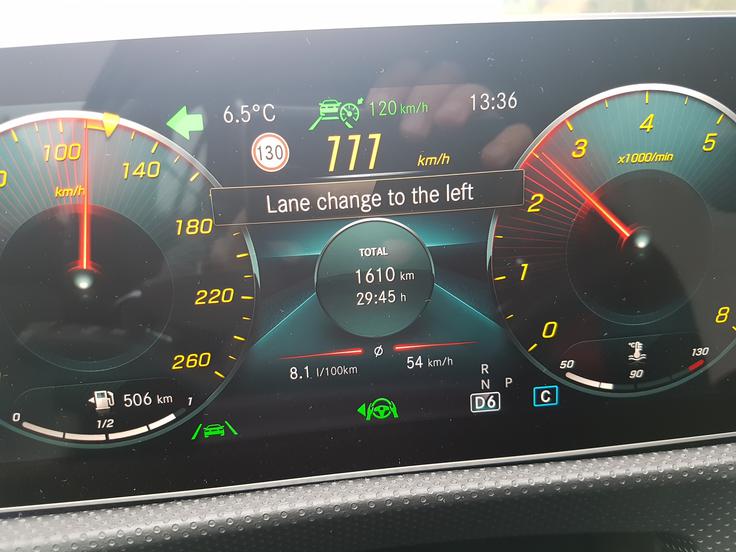 6.5°C
120 km/h
13:36
130
111 km/h
Lane change to the left
100
140
180
220
260
km/h
TOTAL
1610 km
29:45 h
8.1 l/100km
Ø
54 km/h
0
1
2
3
4
5
8
x1000/min
506 km
0
1/2
1
R
N
D6
P
C
50
°C
90
130